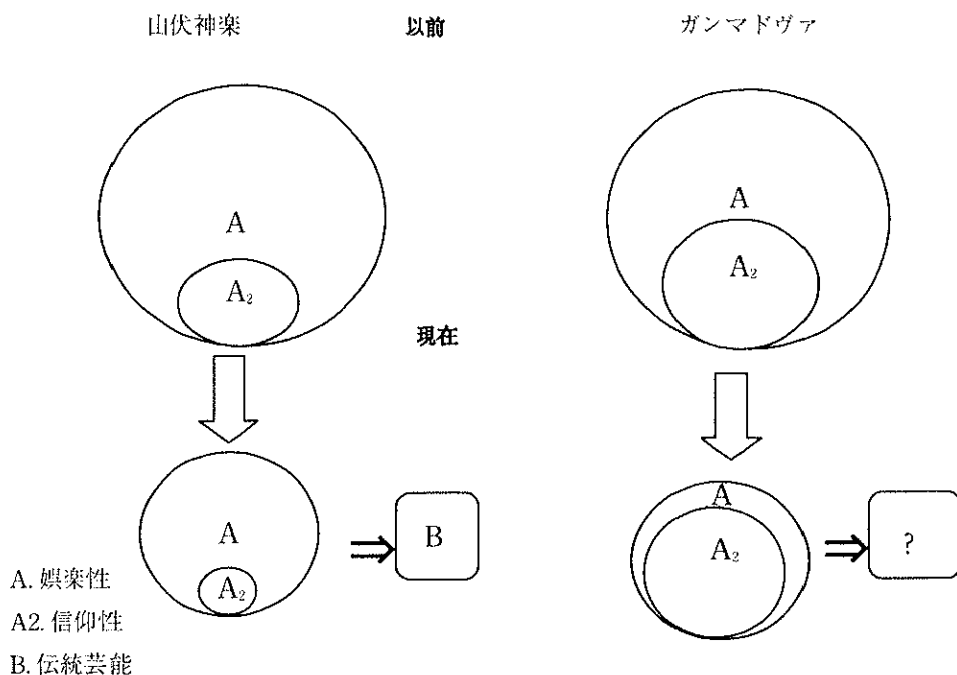 山伏神楽 以前 ガンマドヴァ
A A
A₂ A₂
現在
A A
A₂ B A₂ ?
A. 娯楽性
A2. 信仰性
B. 伝統芸能